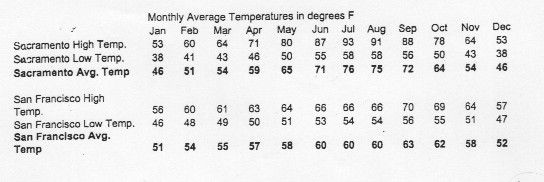 Monthly Average Temperatures in degrees F
Jan Feb Mar Apr May Jun Jul Aug Sep Oct Nov Dec
Sacramento High Temp. 53 60 64 71 80 87 93 91 88 78 64 53
Sacramento Low Temp. 38 41 43 46 50 55 58 58 56 50 43 38
Sacramento Avg. Temp 46 51 54 59 65 71 76 75 72 64 54 46
San Francisco High
Temp. 56 60 61 63 64 66 66 66 70 69 64 57
San Francisco Low Temp. 46 48 49 50 51 53 54 54 56 55 51 47
San Francisco Avg.
Temp 51 54 55 57 58 60 60 60 63 62 58 52